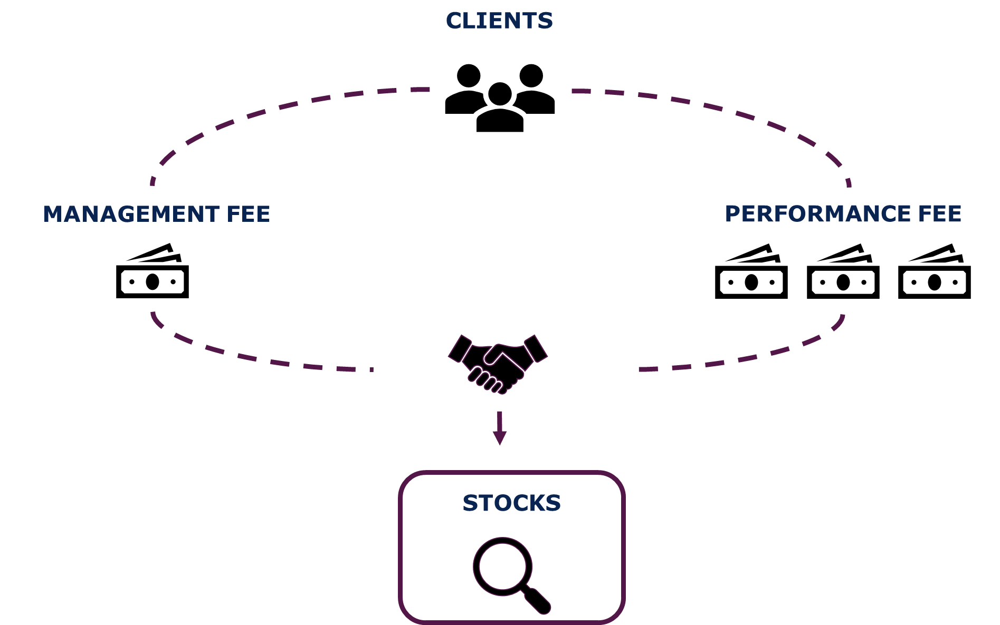 CLIENTS
MANAGEMENT FEE
PERFORMANCE FEE
STOCKS